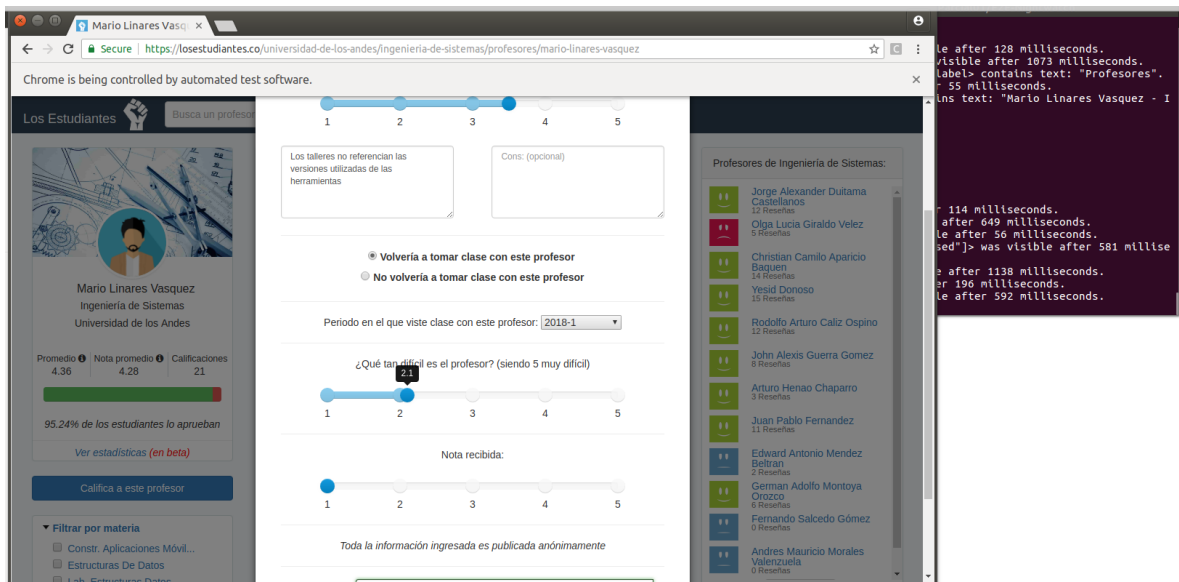 Mario Linares Vasqu
Secure
https://losestudiantes.co/universidad-de-los-andes/ingenieria-de-sistemas/profesores/mario-linares-vasquez
Chrome is being controlled by automated test software.
Los Estudiantes
Busca un profesor
Mario Linares Vasquez
Ingeniería de Sistemas
Universidad de los Andes
Promedio Nota promedio Calificaciones
4.36 4.28 21
95.24% de los estudiantes lo aprueban
Ver estadísticas (en beta)
Califica a este profesor
Filtrar por materia
Constr. Aplicaciones Móvil...
Estructuras De Datos
Lab. Estructuras Datos
1 2 3 4 5
Los talleres no referencian las
versiones utilizadas de las
herramientas
Cons: (opcional)
Volvería a tomar clase con este profesor
No volvería a tomar clase con este profesor
Periodo en el que viste clase con este profesor: 2018-1
¿Qué tan difícil es el profesor? (siendo 5 muy difícil)
2.1
1 2 3 4 5
Nota recibida:
1 2 3 4 5
Toda la información ingresada es publicada anónimamente
Profesores de Ingeniería de Sistemas:
Jorge Alexander Duitama
Castellanos
12 Reseñas
Olga Lucia Giraldo Velez
5 Reseñas
Christian Camilo Aparicio
Baquen
14 Reseñas
Yesid Donoso
15 Reseñas
Rodolfo Arturo Caliz Ospino
12 Reseñas
John Alexis Guerra Gomez
8 Reseñas
Arturo Henao Chaparro
3 Reseñas
Juan Pablo Fernandez
11 Reseñas
Edward Antonio Mendez
Beltran
2 Reseñas
German Adolfo Montoya
Orozco
6 Reseñas
Fernando Salcedo Gómez
0 Reseñas
Andres Mauricio Morales
Valenzuela
0 Reseñas
le after 128 milliseconds.
visible after 1073 milliseconds.
label> contains text: "Profesores".
r 55 milliseconds.
ins text: "Mario Linares Vasquez - I
r 114 milliseconds.
after 649 milliseconds.
le after 56 milliseconds.
sed"]> was visible after 581 millise
e after 1138 milliseconds.
er 196 milliseconds.
le after 592 milliseconds.